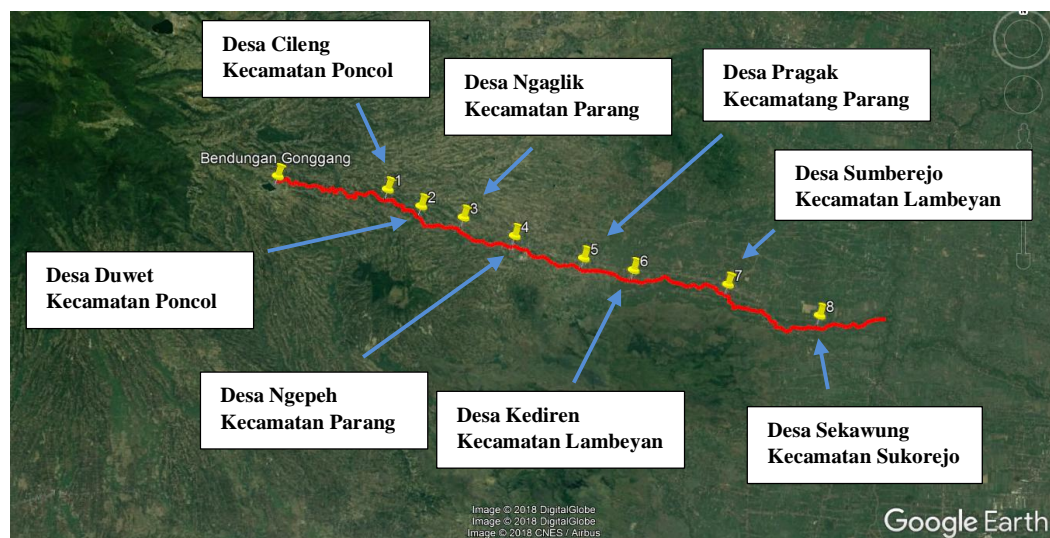 Desa Cileng
Kecamatan Poncol
Desa Ngaglik
Kecamatan Parang
Desa Pragak
Kecamatang Parang
Desa Sumberejo
Kecamatan Lambeyan
Bendungan Gonggang
1
2
3
4
5
6
7
8
Desa Duwet
Kecamatan Poncol
Desa Ngepeh
Kecamatan Parang
Desa Kediren
Kecamatan Lambeyan
Desa Sekawung
Kecamatan Sukorejo
Image © 2018 DigitalGlobe
Image © 2018 DigitalGlobe
Image © 2018 CNES / Airbus
Google Earth